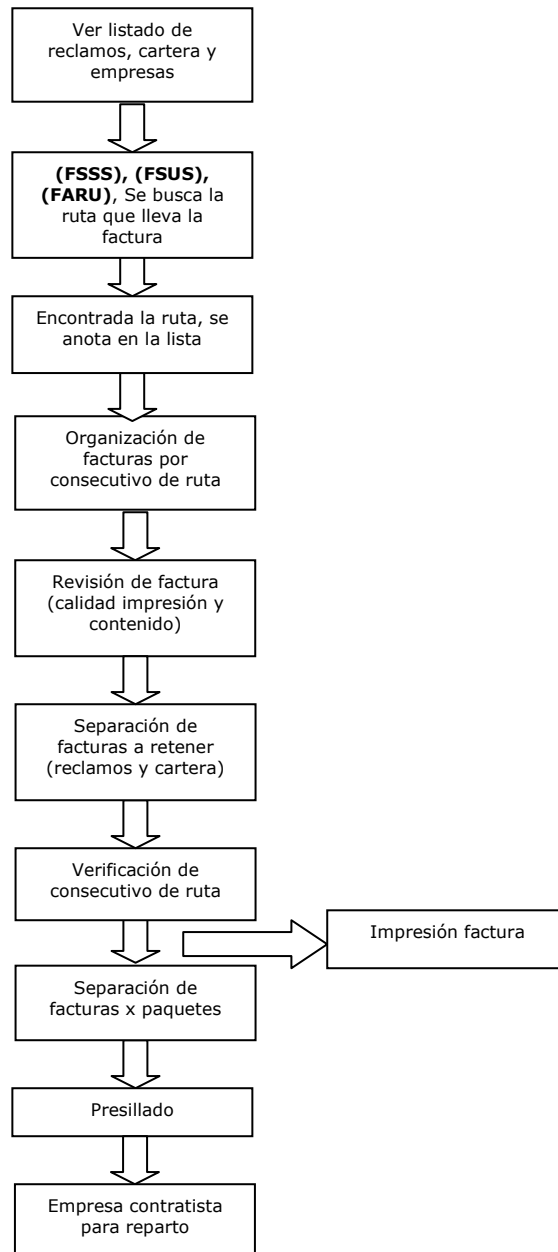 Ver listado de
reclamos, cartera y
empresas
(FSSS), (FSUS),
(FARU), Se busca la
ruta que lleva la
factura
Encontrada la ruta, se
anota en la lista
Organización de
facturas por
consecutivo de ruta
Revisión de factura
(calidad impresión y
contenido)
Separación de
facturas a retener
(reclamos y cartera)
Verificación de
consecutivo de ruta
Impresión factura
Separación de
facturas x paquetes
Presillado
Empresa contratista
para reparto